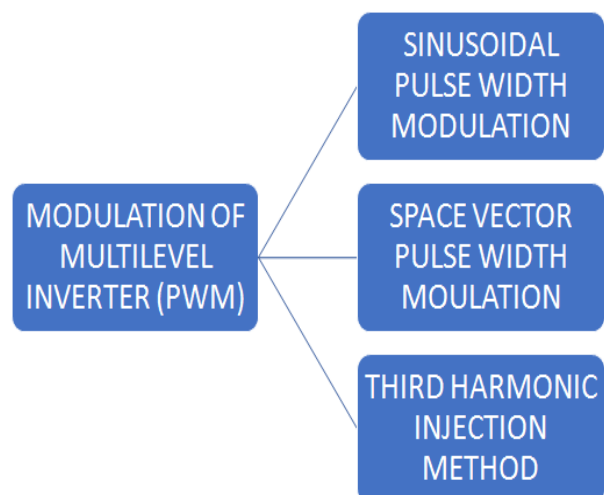 SINUSOIDAL
PULSE WIDTH
MODULATION
MODULATION OF
MULTILEVEL
INVERTER (PWM)
SPACE VECTOR
PULSE WIDTH
MOULATION
THIRD HARMONIC
INJECTION
METHOD